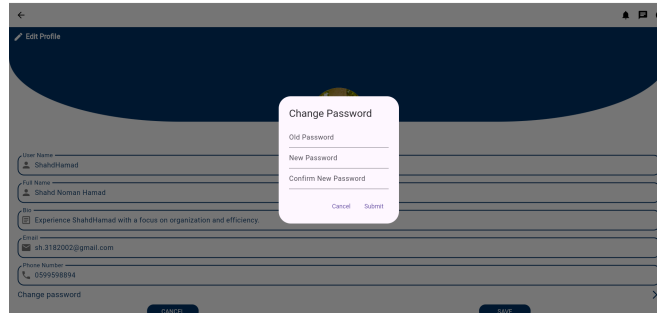 Edit Profile
Change Password
Old Password
New Password
Confirm New Password
Cancel
Submit
User Name
ShahdHamad
Full Name
Shahd Noman Hamad
Bio
Experience ShahdHamad with a focus on organization and efficiency.
Email
sh.3182002@gmail.com
Phone Number
0599598894
Change password
CANCEL
SAVE